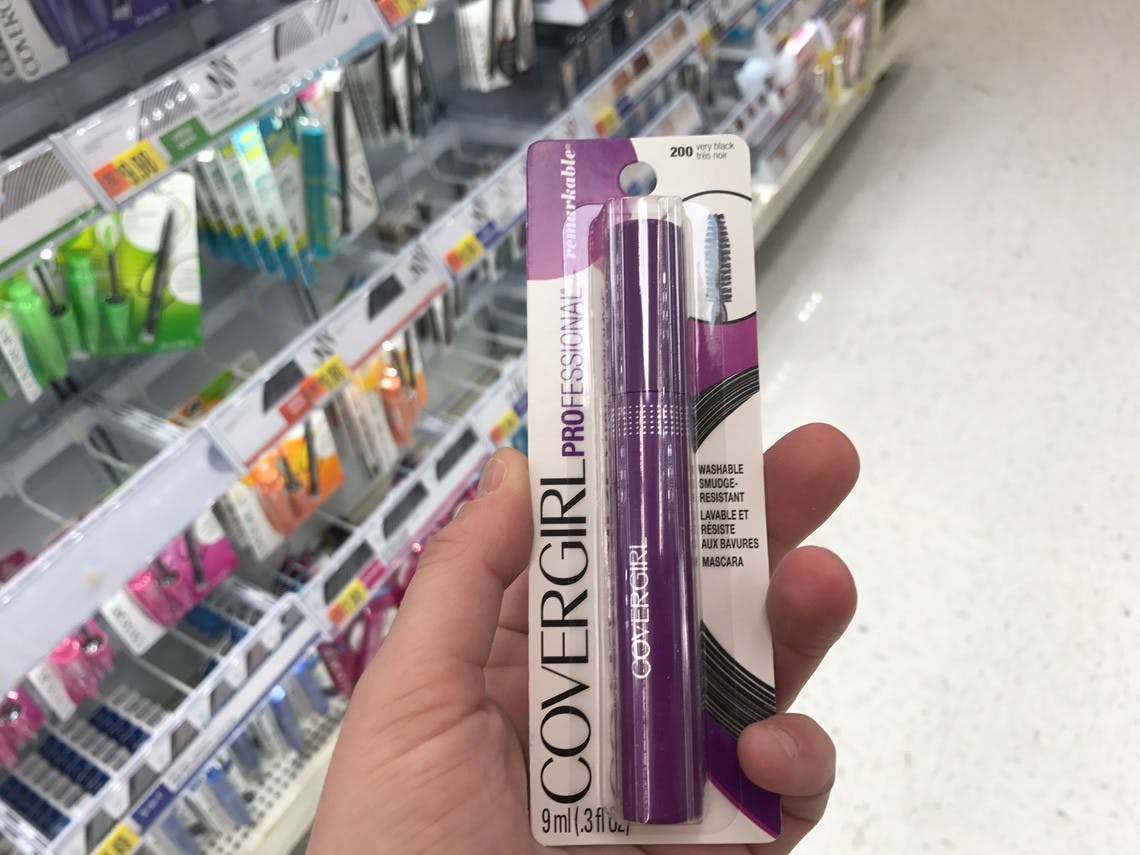 200 very black
très noir
remarkable®
PROFESSIONAL
COVERGIRL
COVERGIRL
WASHABLE
SMUDGE-
RESISTANT
LAVABLE ET
RÉSISTE
AUX BAVURES
MASCARA
9 ml (.3 fl oz)